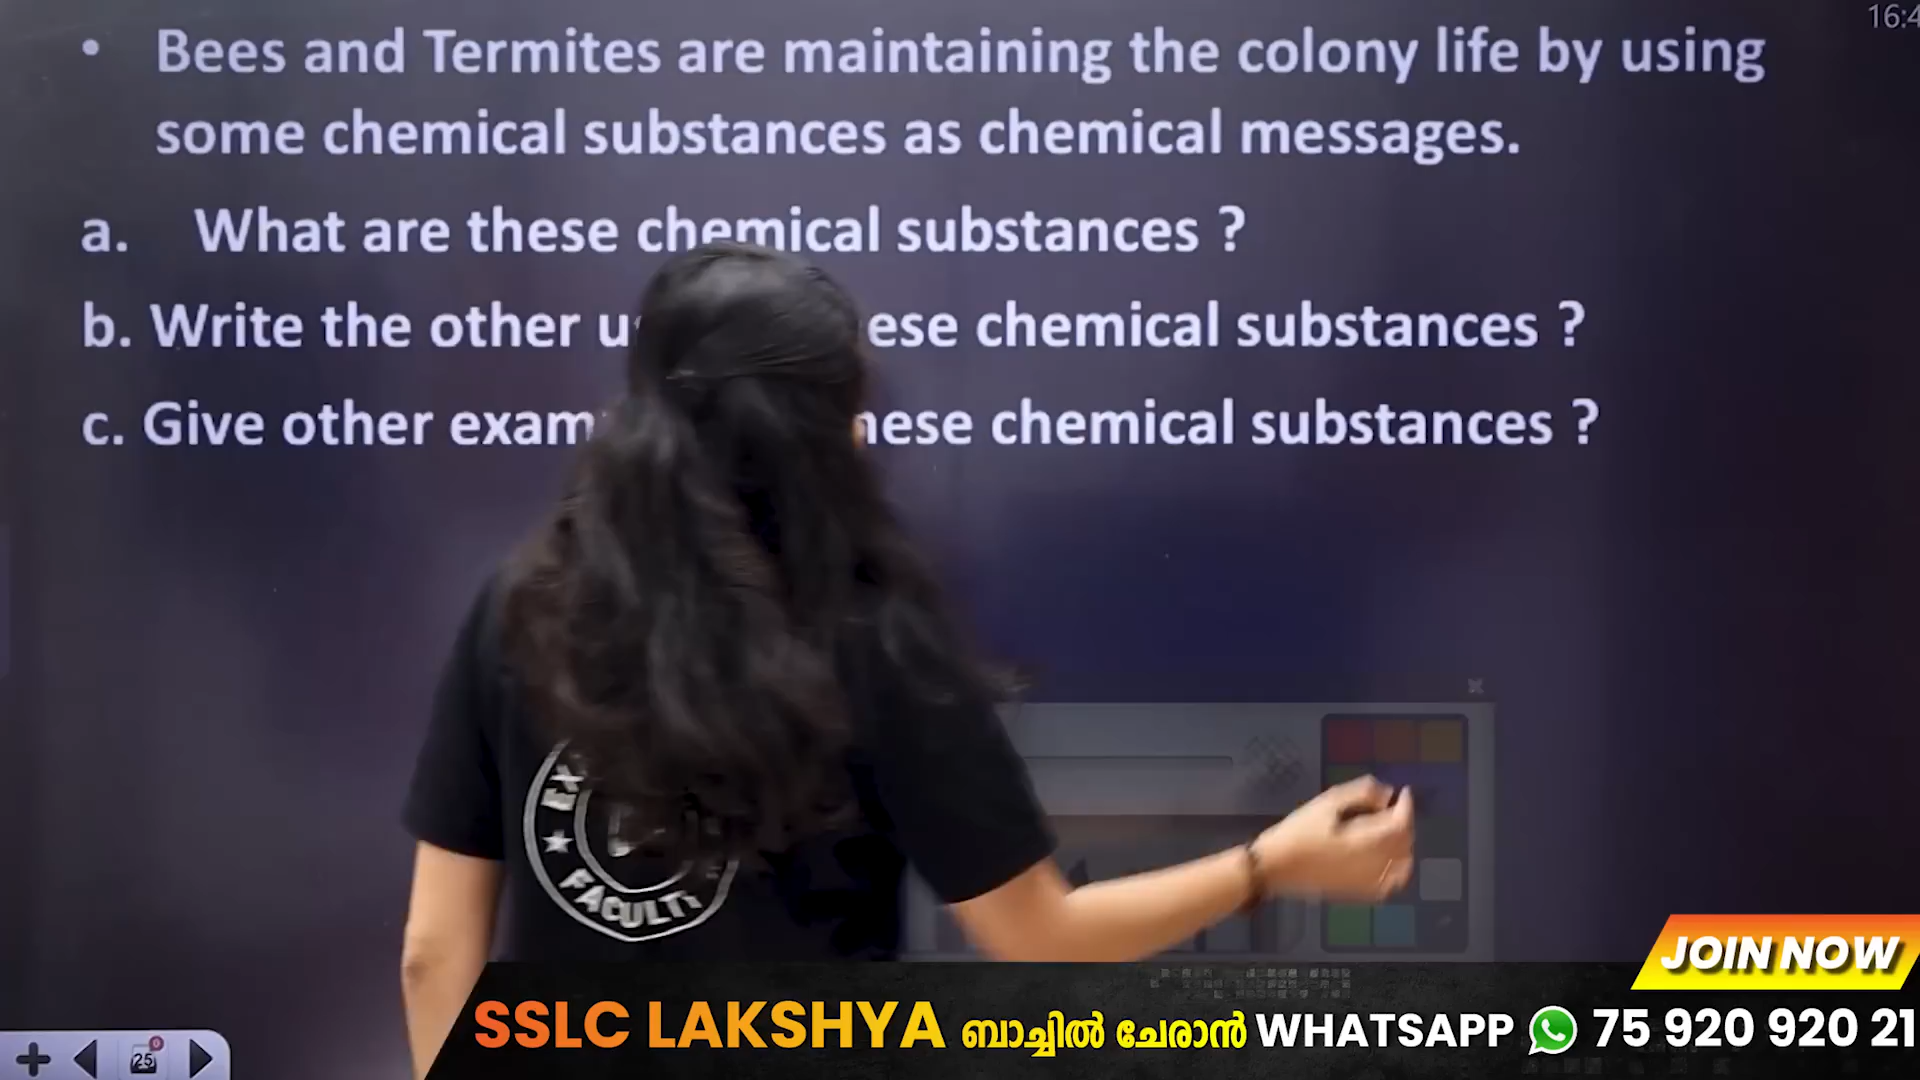 16:4
• Bees and Termites are maintaining the colony life by using
some chemical substances as chemical messages.
a. What are these chemical substances ?
b. Write the other ese chemical substances ?
c. Give other exam hese chemical substances ?
FACULTY
JOIN NOW
SSLC LAKSHYA ബാച്ചിൽ ചേരാൻ WHATSAPP 75 920 920 21
25
0